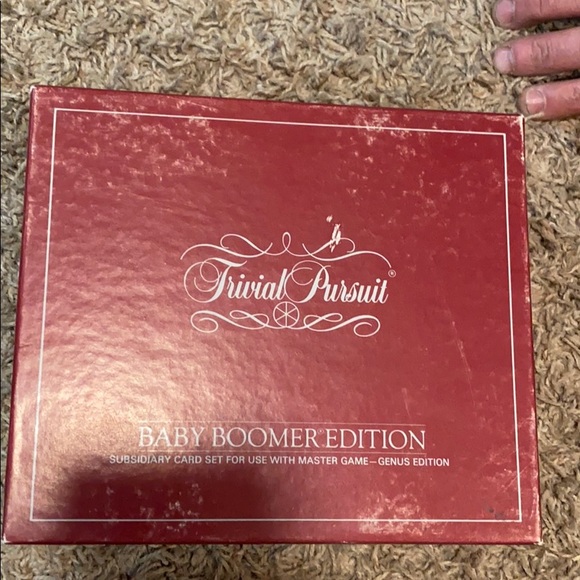 Trivial Pursuit®
BABY BOOMER EDITION
SUBSIDIARY CARD SET FOR USE WITH MASTER GAME—GENUS EDITION